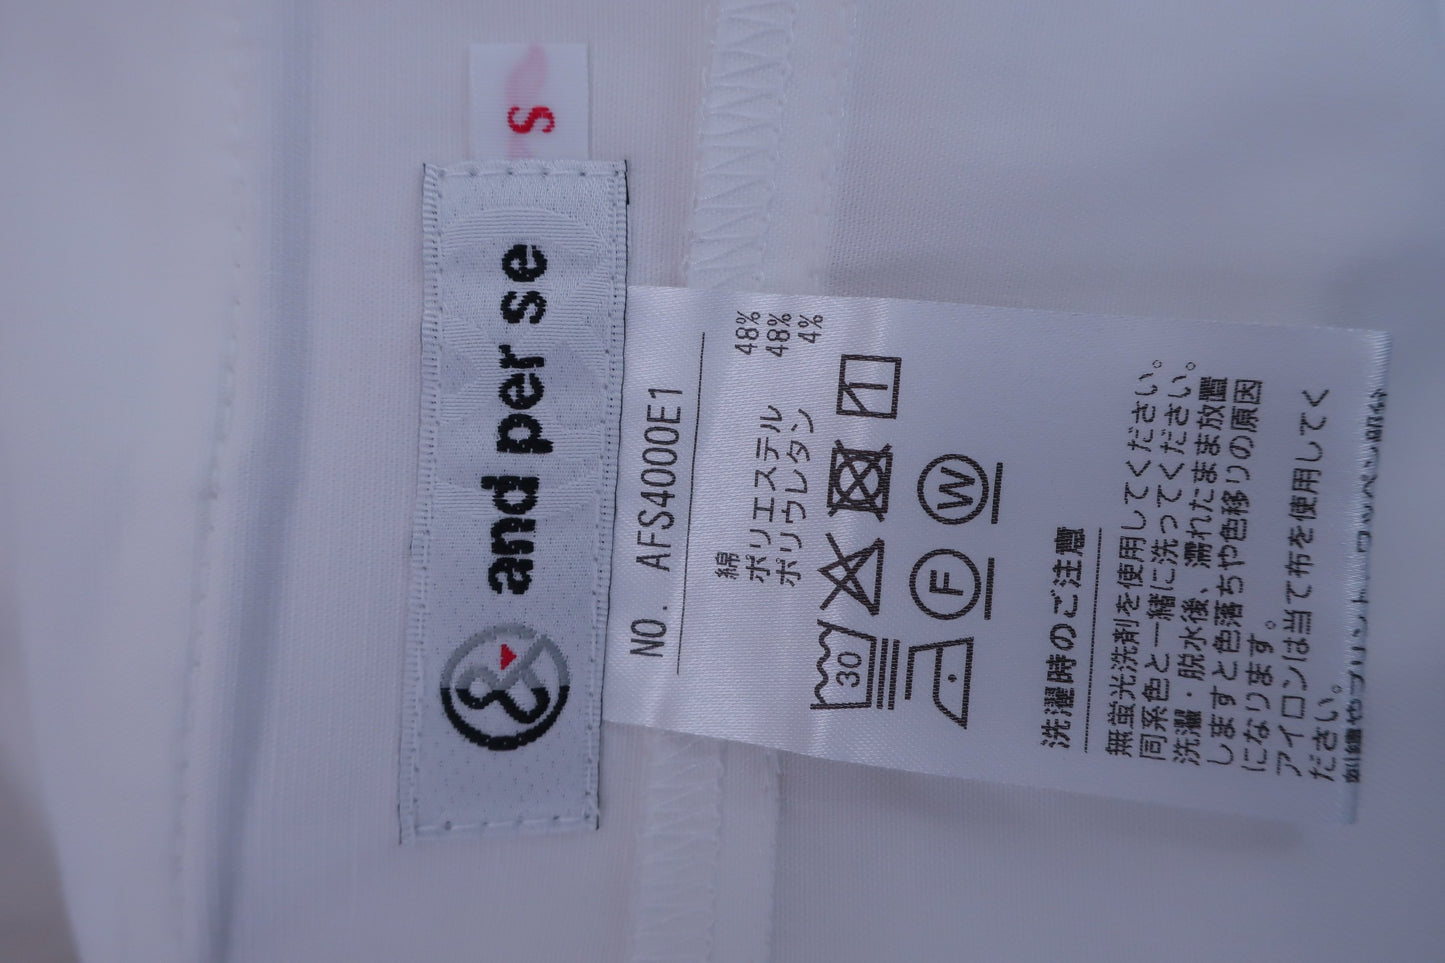 S
and per se
NO. AFS4000E1
綿 48%
ポリエステル 48%
ポリウレタン 4%
30
F W
洗濯時のご注意
無蛍光洗剤を使用してください。
同系色と一緒に洗ってください。
洗濯・脱水後、濡れたまま放置
しますと色落ちや色移りの原因
になります。
アイロンは当て布を使用してく
ださい。